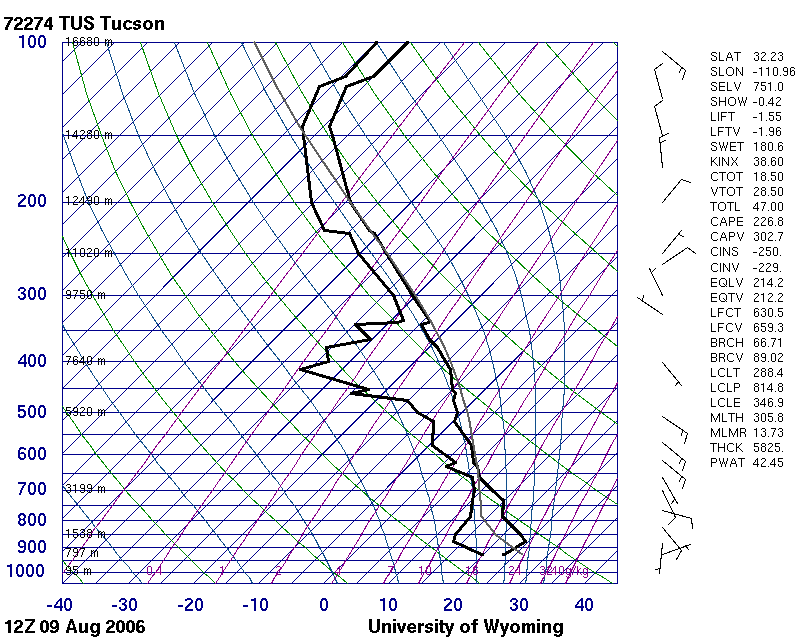 72274 TUS Tucson
100
200
300
400
500
600
700
800
900
1000
16680 m
14280 m
12490 m
11020 m
9750 m
7640 m
5920 m
3199 m
1538 m
797 m
95 m
0.4
1
2
4
7
10
16
24
32
40g/kg
-40
-30
-20
-10
0
10
20
30
40
12Z 09 Aug 2006
University of Wyoming
SLAT 32.23
SLON -110.96
SELV 751.0
SHOW -0.42
LIFT -1.55
LFTV -1.96
SWET 180.6
KINX 38.60
CTOT 18.50
VTOT 28.50
TOTL 47.00
CAPE 226.8
CAPV 302.7
CINS -250.
CINV -229.
EQLV 214.2
EQTV 212.2
LFCT 630.5
LFCV 659.3
BRCH 66.71
BRCV 89.02
LCLT 288.4
LCLP 814.8
LCLE 346.9
MLTH 305.8
MLMR 13.73
THCK 5825.
PWAT 42.45